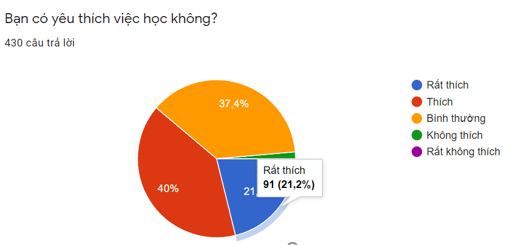 Bạn có yêu thích việc học không?
430 câu trả lời
37,4%
40%
21,
Rất thích
91 (21,2%)
Rất thích
Thích
Bình thường
Không thích
Rất không thích